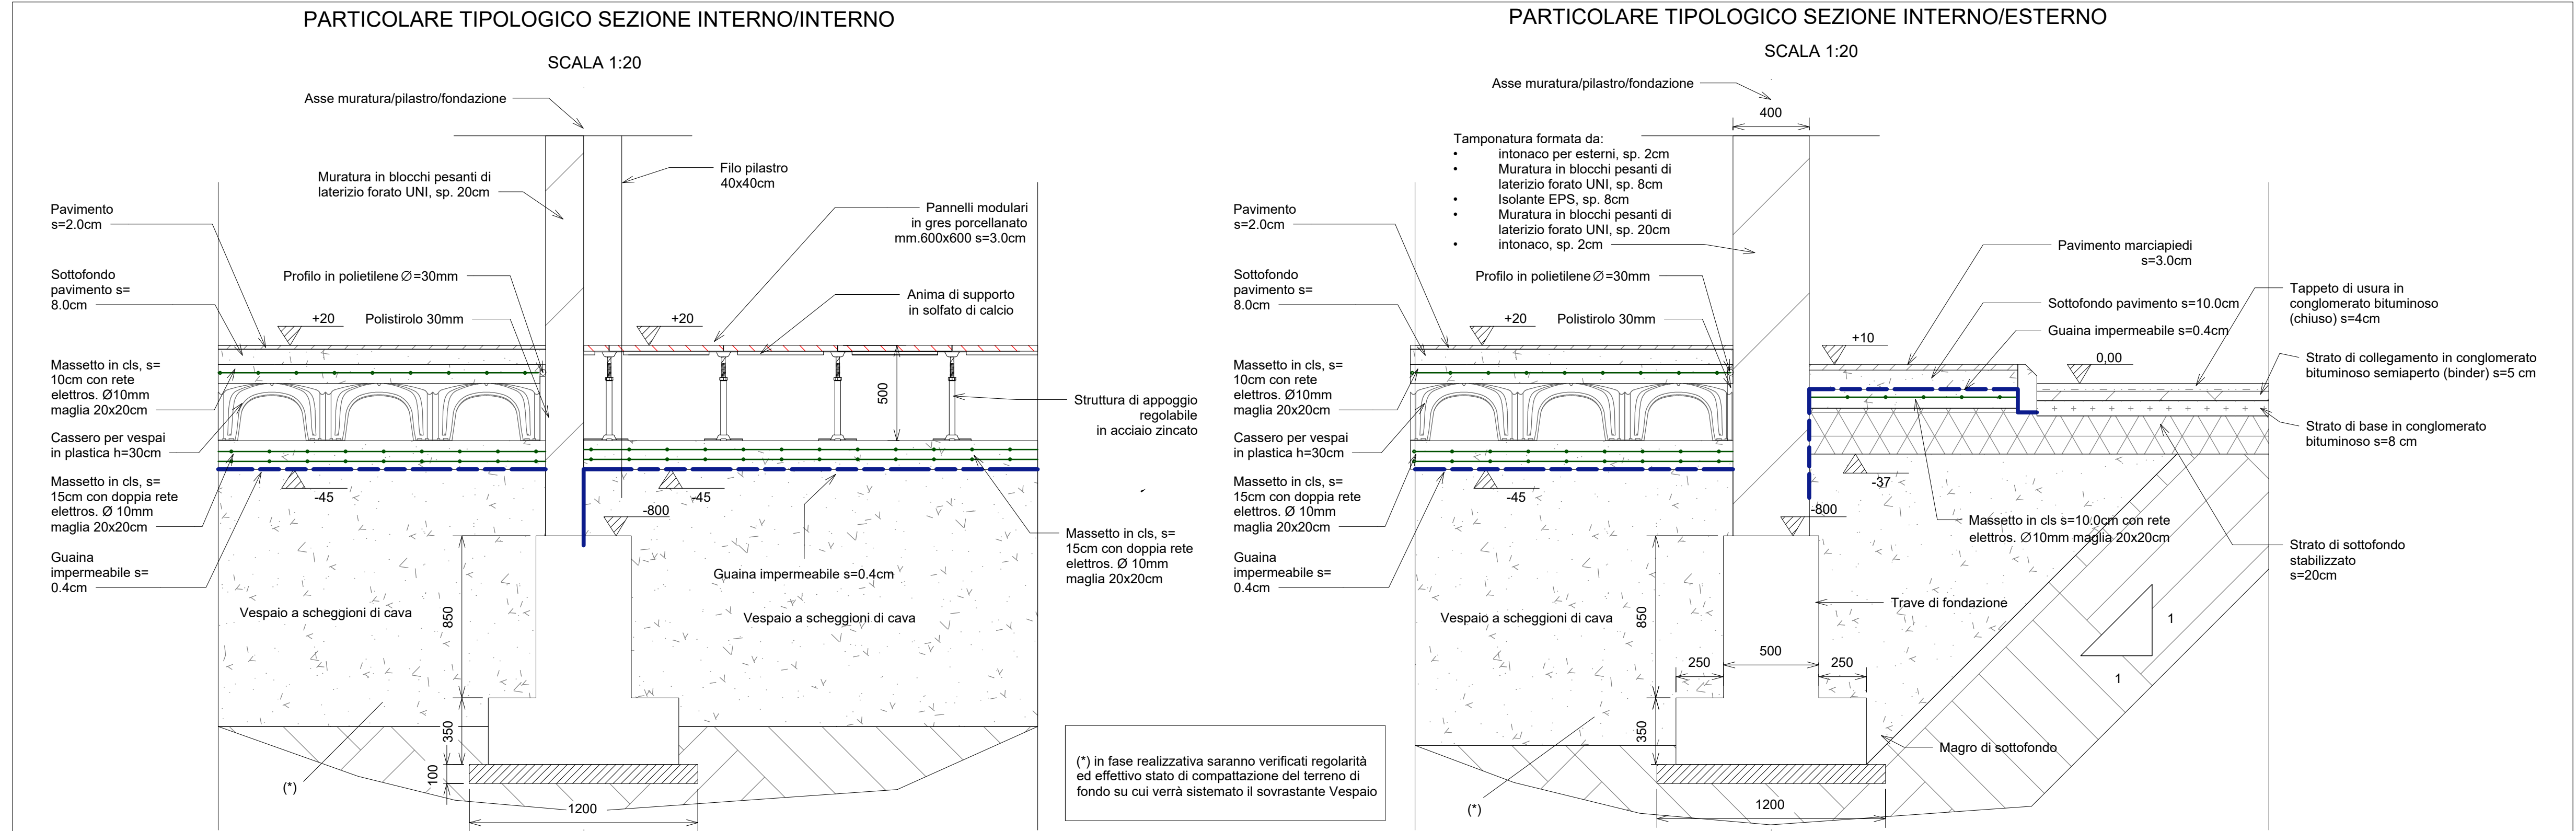 PARTICOLARE TIPOLOGICO SEZIONE INTERNO/INTERNO
SCALA 1:20
Asse muratura/pilastro/fondazione
Muratura in blocchi pesanti di
laterizio forato UNI, sp. 20cm
Filo pilastro
40x40cm
Pavimento
s=2.0cm
Pannelli modulari
in gres porcellanato
mm.600x600 s=3.0cm
Sottofondo
pavimento s=
8.0cm
Profilo in polietilene Ø=30mm
Anima di supporto
in solfato di calcio
Polistirolo 30mm
+20
+20
Massetto in cls, s=
10cm con rete
elettros. Ø10mm
maglia 20x20cm
500
Struttura di appoggio
regolabile
in acciaio zincato
Cassero per vespai
in plastica h=30cm
Massetto in cls, s=
15cm con doppia rete
elettros. Ø 10mm
maglia 20x20cm
-45
-45
-800
Massetto in cls, s=
15cm con doppia rete
elettros. Ø 10mm
maglia 20x20cm
Guaina
impermeabile s=
0.4cm
Guaina impermeabile s=0.4cm
Vespaio a scheggioni di cava
Vespaio a scheggioni di cava
850
350
100
1200
(*)
(*) in fase realizzativa saranno verificati regolarità
ed effettivo stato di compattazione del terreno di
fondo su cui verrà sistemato il sovrastante Vespaio
PARTICOLARE TIPOLOGICO SEZIONE INTERNO/ESTERNO
SCALA 1:20
Asse muratura/pilastro/fondazione
400
Tamponatura formata da:
• intonaco per esterni, sp. 2cm
• Muratura in blocchi pesanti di
laterizio forato UNI, sp. 8cm
• Isolante EPS, sp. 8cm
• Muratura in blocchi pesanti di
laterizio forato UNI, sp. 20cm
• intonaco, sp. 2cm
Pavimento
s=2.0cm
Pavimento marciapiedi
s=3.0cm
Sottofondo
pavimento s=
8.0cm
Profilo in polietilene Ø=30mm
Polistirolo 30mm
Sottofondo pavimento s=10.0cm
Guaina impermeabile s=0.4cm
Tappeto di usura in
conglomerato bituminoso
(chiuso) s=4cm
+20
+10
0,00
Strato di collegamento in conglomerato
bituminoso semiaperto (binder) s=5 cm
Massetto in cls, s=
10cm con rete
elettros. Ø10mm
maglia 20x20cm
Strato di base in conglomerato
bituminoso s=8 cm
Cassero per vespai
in plastica h=30cm
Massetto in cls, s=
15cm con doppia rete
elettros. Ø 10mm
maglia 20x20cm
-45
-37
-800
Massetto in cls s=10.0cm con rete
elettros. Ø10mm maglia 20x20cm
Strato di sottofondo
stabilizzato
s=20cm
Guaina
impermeabile s=
0.4cm
Vespaio a scheggioni di cava
Trave di fondazione
1
1
850
250
500
250
350
Magro di sottofondo
1200
(*)